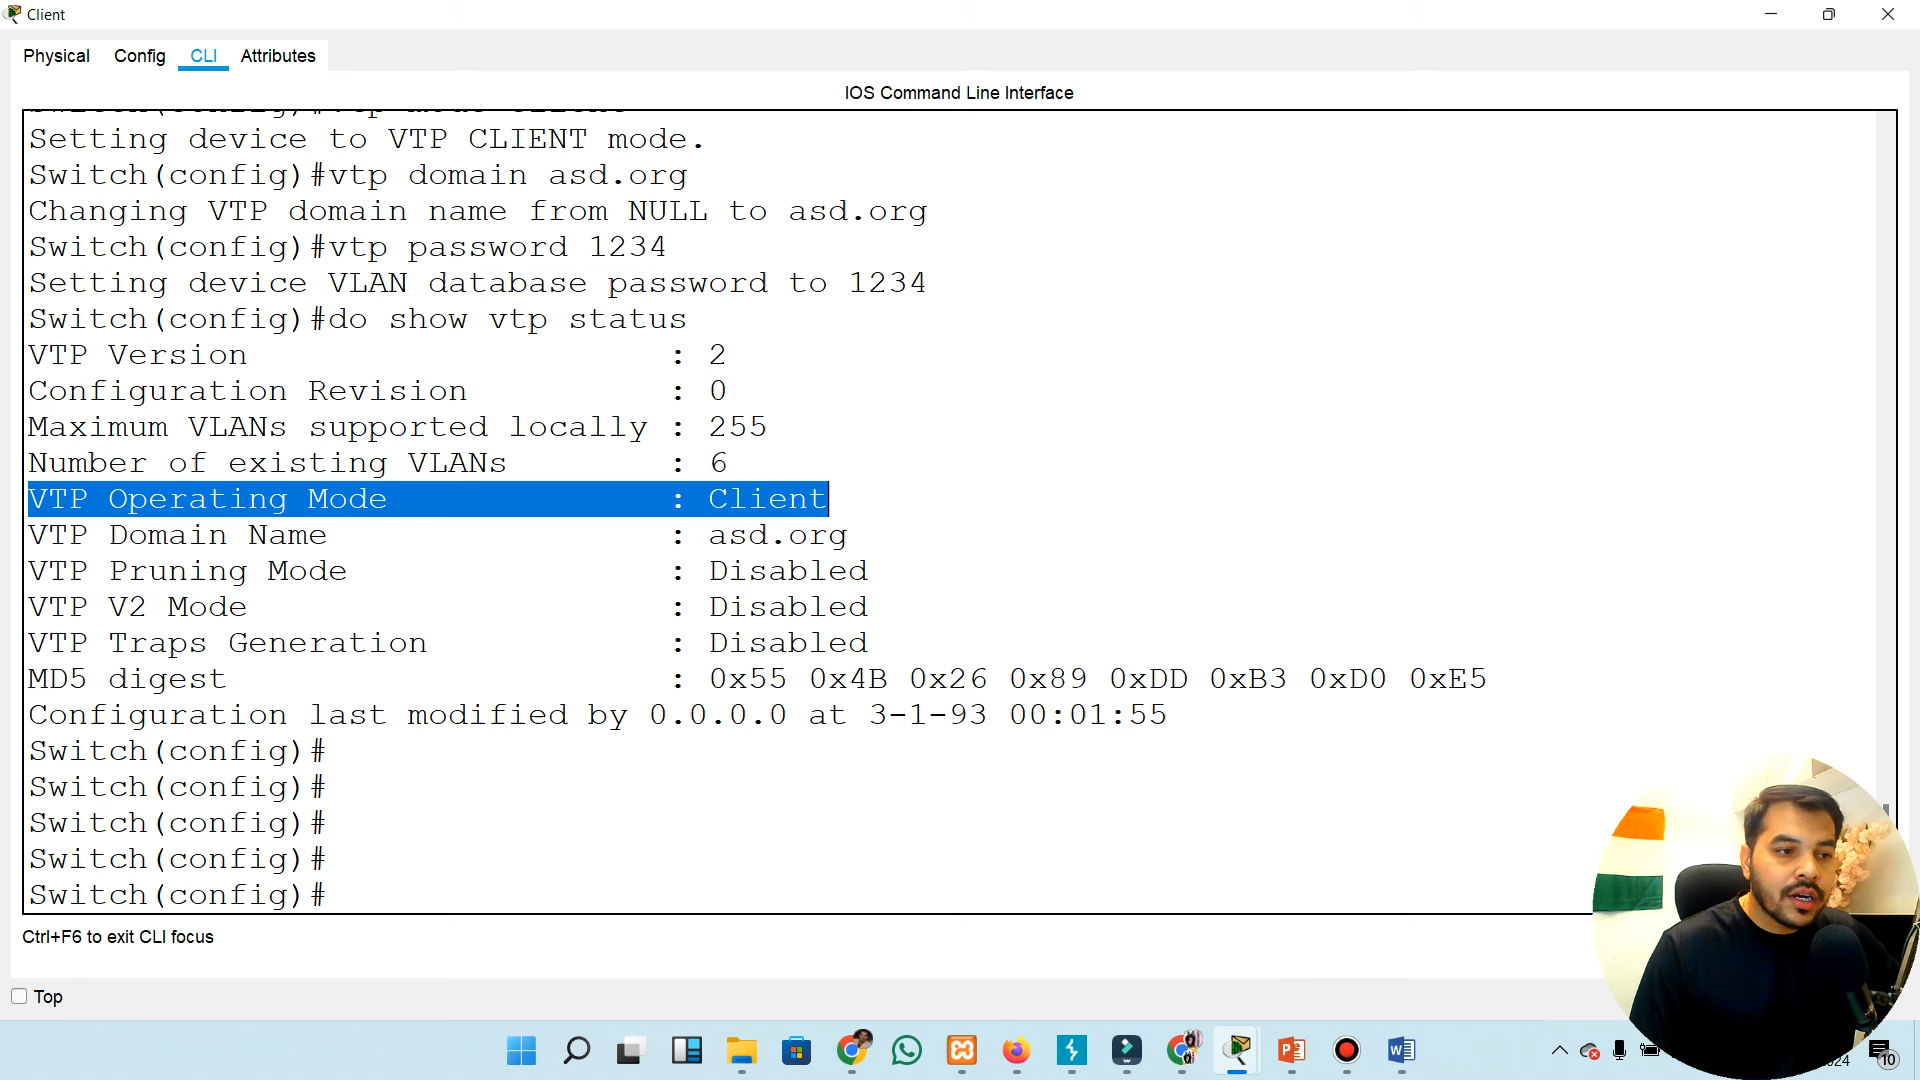 Client
Physical Config CLI Attributes
IOS Command Line Interface
Setting device to VTP CLIENT mode.
Switch(config)#vtp domain asd.org
Changing VTP domain name from NULL to asd.org
Switch(config)#vtp password 1234
Setting device VLAN database password to 1234
Switch(config)#do show vtp status
VTP Version : 2
Configuration Revision : 0
Maximum VLANs supported locally : 255
Number of existing VLANs : 6
VTP Operating Mode : Client
VTP Domain Name : asd.org
VTP Pruning Mode : Disabled
VTP V2 Mode : Disabled
VTP Traps Generation : Disabled
MD5 digest : 0x55 0x4B 0x26 0x89 0xDD 0xB3 0xD0 0xE5
Configuration last modified by 0.0.0.0 at 3-1-93 00:01:55
Switch(config)#
Switch(config)#
Switch(config)#
Switch(config)#
Switch(config)#
Ctrl+F6 to exit CLI focus
Top
10